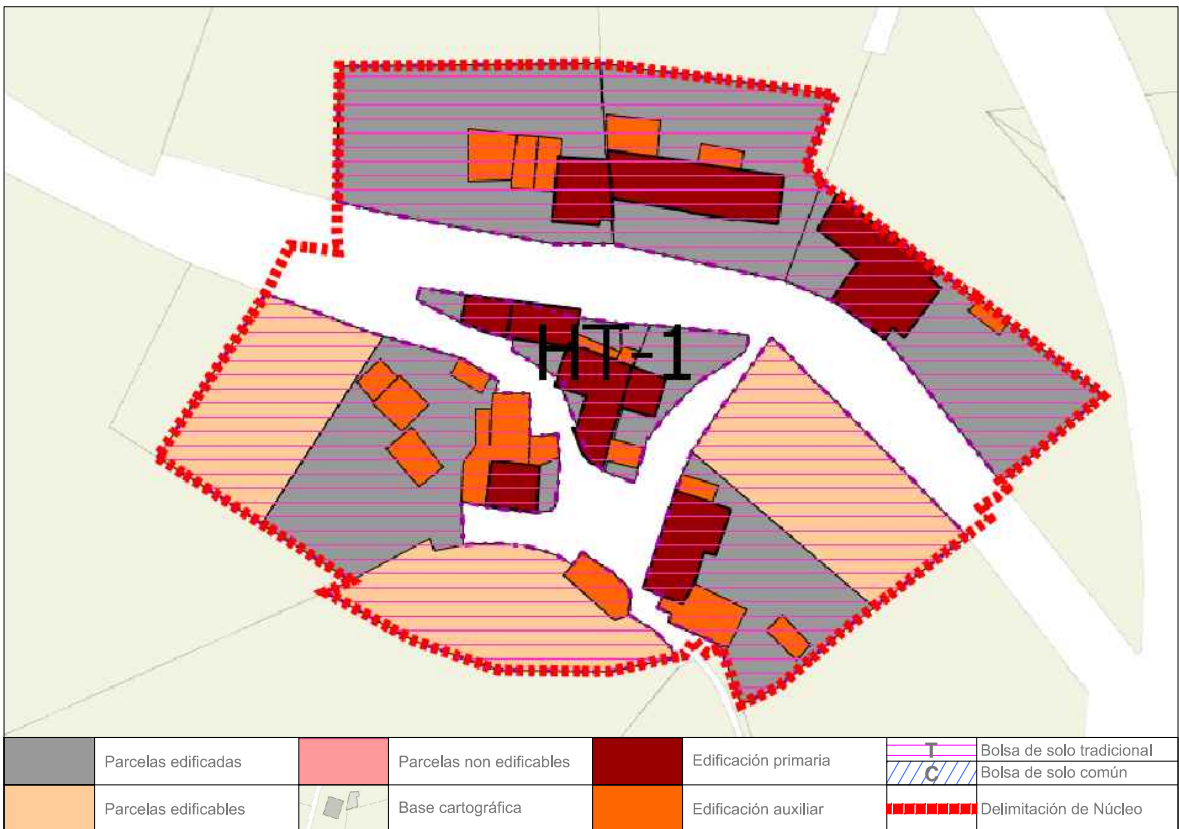 HT-1
Parcelas edificadas
Parcelas non edificables
Edificación primaria
T
Bolsa de solo tradicional
C
Bolsa de solo común
Parcelas edificables
Base cartográfica
Edificación auxiliar
Delimitación de Núcleo